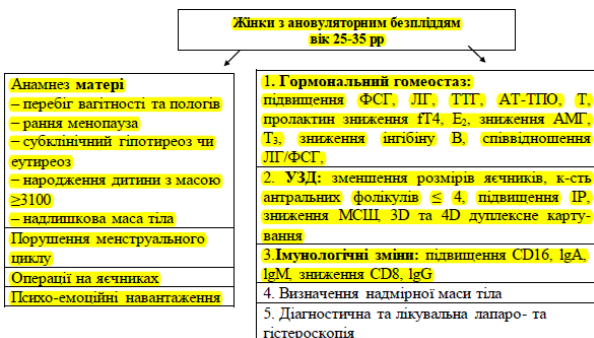 Жінки з ановуляторним безпліддям
вік 25-35 рр
Анамнез матері
– перебіг вагітності та пологів
– рання менопауза
– субклінічний гіпотиреоз чи
еутиреоз
– народження дитини з масою
≥3100
– надлишкова маса тіла
Порушення менструального
циклу
Операції на яєчниках
Психо-емоційні навантаження
1. Гормональний гомеостаз:
підвищення ФСГ, ЛГ, ТТГ, АТ-ТПО, Т,
пролактин зниження fT4, Е₂, зниження АМГ,
Т₃, зниження інгібіну В, співвідношення
ЛГ/ФСГ,
2. УЗД: зменшення розмірів яєчників, к-сть
антральних фолікулів ≤ 4, підвищення ІР,
зниження МСШ, 3D та 4D дуплексне карту-
вання
3.Імунологічні зміни: підвищення CD16, lgA,
lgM, зниження CD8, lgG
4. Визначення надмірної маси тіла
5. Діагностична та лікувальна лапаро- та
гістероскопія